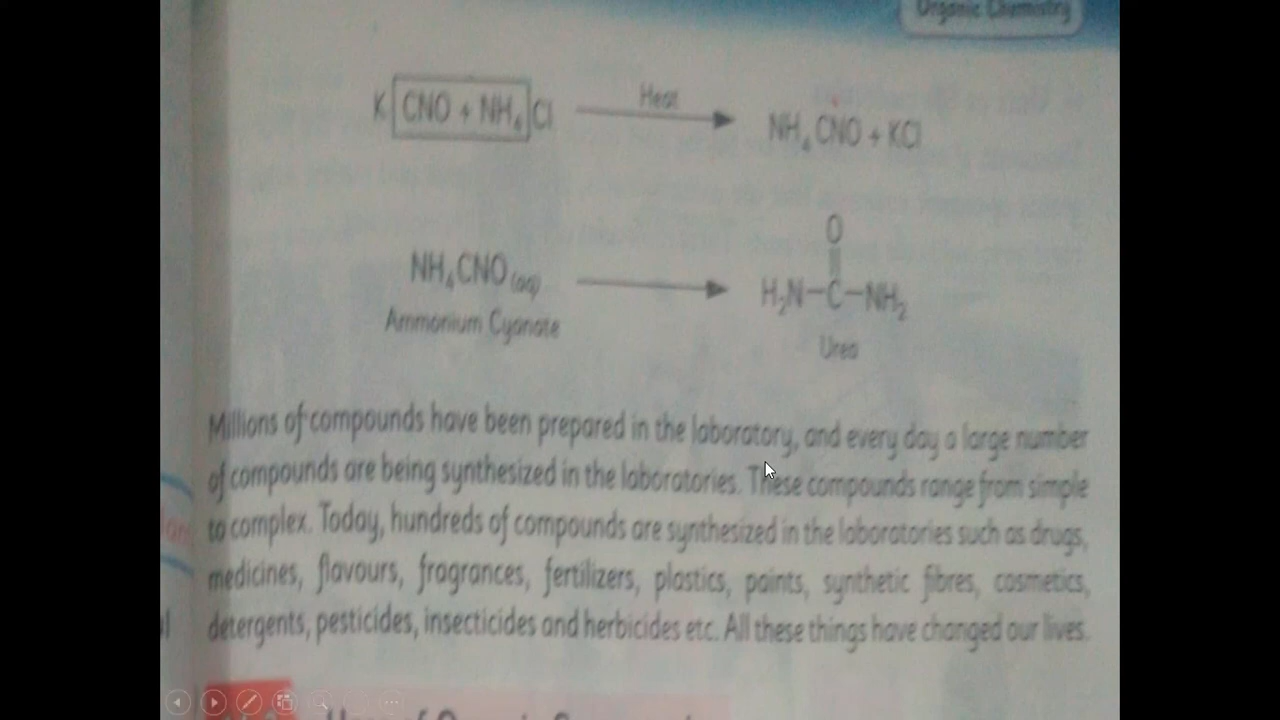 Organic Chemistry
K CNO + NH₄ Cl Heat NH₄CNO + KCl
O
NH₄CNO(aq) H₂N–C–NH₂
Ammonium Cyanate Urea
Millions of compounds have been prepared in the laboratory, and every day a large number
of compounds are being synthesized in the laboratories. These compounds range from simple
to complex. Today, hundreds of compounds are synthesized in the laboratories such as drugs,
medicines, flavours, fragrances, fertilizers, plastics, paints, synthetic fibres, cosmetics,
detergents, pesticides, insecticides and herbicides etc. All these things have changed our lives.